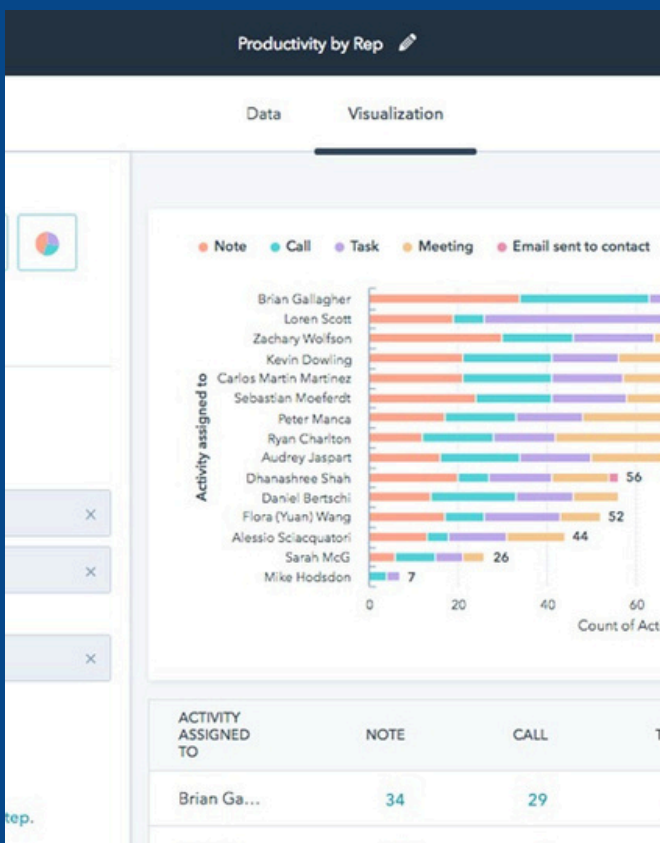 Productivity by Rep
Data Visualization
Note Call Task Meeting Email sent to contact
Activity assigned to
Brian Gallagher
Loren Scott
Zachary Wolfson
Kevin Dowling
Carlos Martin Martinez
Sebastian Moeferdt
Peter Manca
Ryan Charlton
Audrey Jaspart
Dhanashree Shah 56
Daniel Bertschi
Flora (Yuan) Wang 52
Alessio Sciacquatori 44
Sarah McG 26
Mike Hodsdon 7
0 20 40 60
Count of Act
ACTIVITY
ASSIGNED
TO
NOTE CALL T
Brian Ga... 34 29
tep.